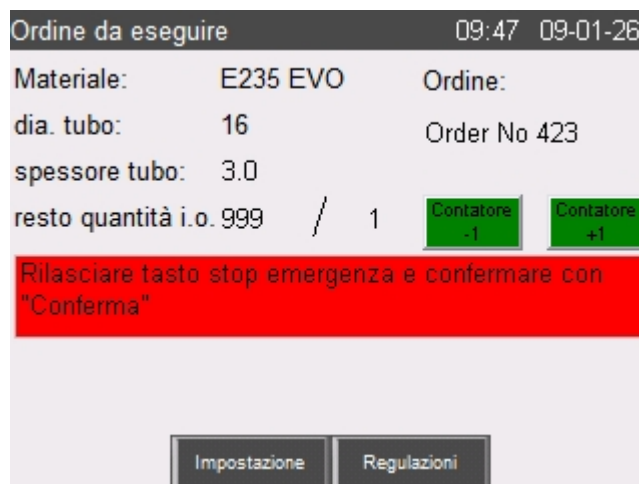 Ordine da eseguire 09:47 09-01-26
Materiale: E235 EVO Ordine:
dia. tubo: 16 Order No 423
spessore tubo: 3.0
resto quantità i.o. 999 / 1
Contatore
-1
Contatore
+1
Rilasciare tasto stop emergenza e confermare con
"Conferma"
Impostazione Regulazioni